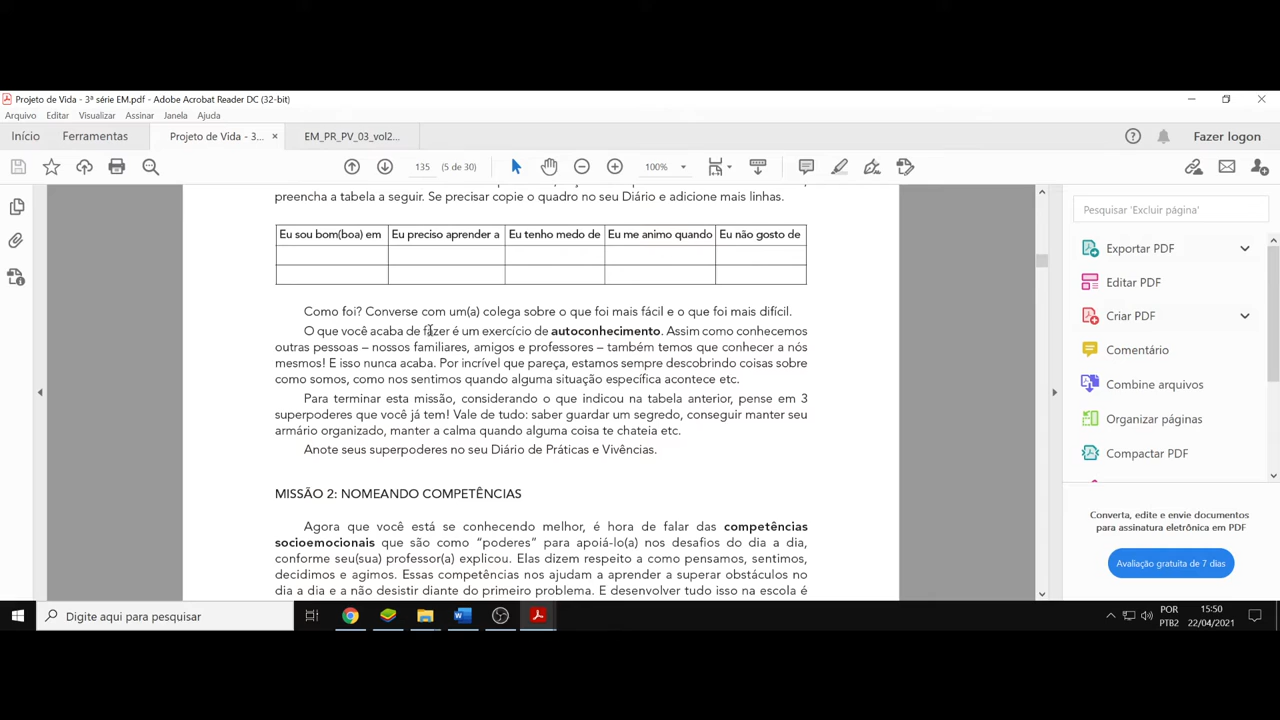 Projeto de Vida - 3ª série EM.pdf - Adobe Acrobat Reader DC (32-bit)
Arquivo Editar Visualizar Assinar Janela Ajuda
Início Ferramentas Projeto de Vida - 3... × EM_PR_PV_03_vol2... Fazer logon
135 (5 de 30) 100%
preencha a tabela a seguir. Se precisar copie o quadro no seu Diário e adicione mais linhas.
Eu sou bom(boa) em Eu preciso aprender a Eu tenho medo de Eu me animo quando Eu não gosto de
Como foi? Converse com um(a) colega sobre o que foi mais fácil e o que foi mais difícil.
O que você acaba de fazer é um exercício de autoconhecimento. Assim como conhecemos
outras pessoas – nossos familiares, amigos e professores – também temos que conhecer a nós
mesmos! E isso nunca acaba. Por incrível que pareça, estamos sempre descobrindo coisas sobre
como somos, como nos sentimos quando alguma situação específica acontece etc.
Para terminar esta missão, considerando o que indicou na tabela anterior, pense em 3
superpoderes que você já tem! Vale de tudo: saber guardar um segredo, conseguir manter seu
armário organizado, manter a calma quando alguma coisa te chateia etc.
Anote seus superpoderes no seu Diário de Práticas e Vivências.
MISSÃO 2: NOMEANDO COMPETÊNCIAS
Agora que você está se conhecendo melhor, é hora de falar das competências
socioemocionais que são como “poderes” para apoiá-lo(a) nos desafios do dia a dia,
conforme seu(sua) professor(a) explicou. Elas dizem respeito a como pensamos, sentimos,
decidimos e agimos. Essas competências nos ajudam a aprender a superar obstáculos no
dia a dia e a não desistir diante do primeiro problema. E desenvolver tudo isso na escola é
Pesquisar 'Excluir página'
Exportar PDF
Editar PDF
Criar PDF
Comentário
Combine arquivos
Organizar páginas
Compactar PDF
Converta, edite e envie documentos
para assinatura eletrônica em PDF
Avaliação gratuita de 7 dias
Digite aqui para pesquisar
POR
PTB2
15:50
22/04/2021